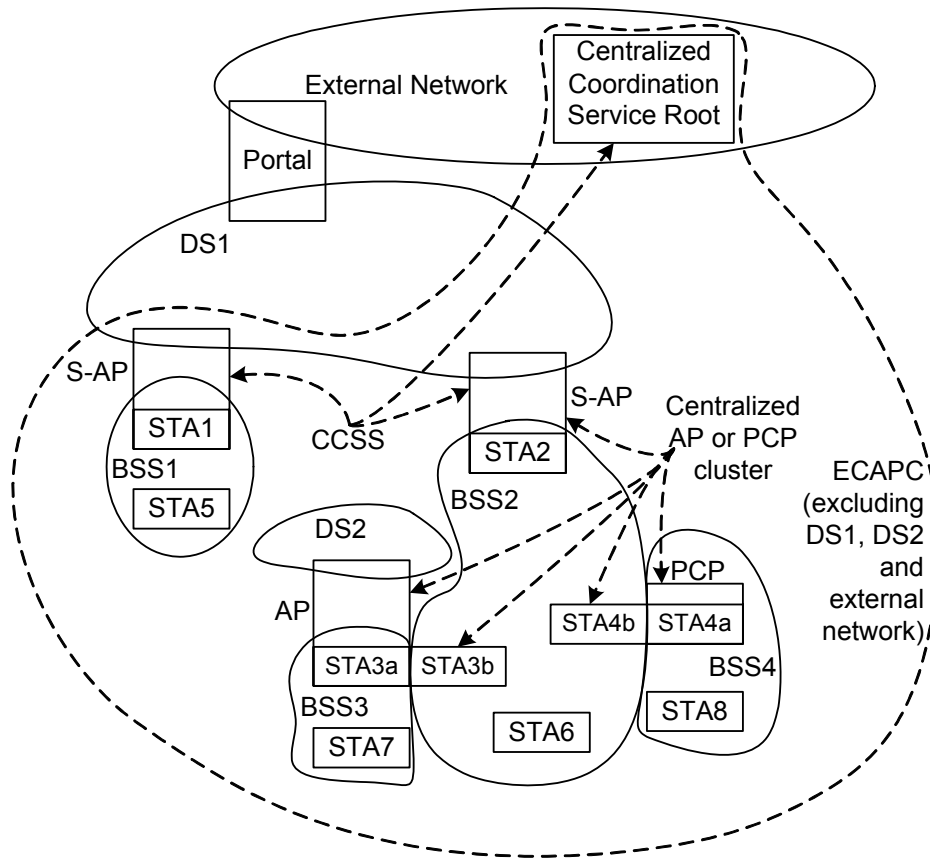 Centralized
Coordination
Service Root
External Network
Portal
DS1
S-AP
STA1
BSS1
STA5
CCSS
S-AP
STA2
BSS2
Centralized
AP or PCP
cluster
ECAPC
(excluding
DS1, DS2
and
external
network)
DS2
AP
STA3a
STA3b
BSS3
STA7
PCP
STA4b
STA4a
BSS4
STA6
STA8